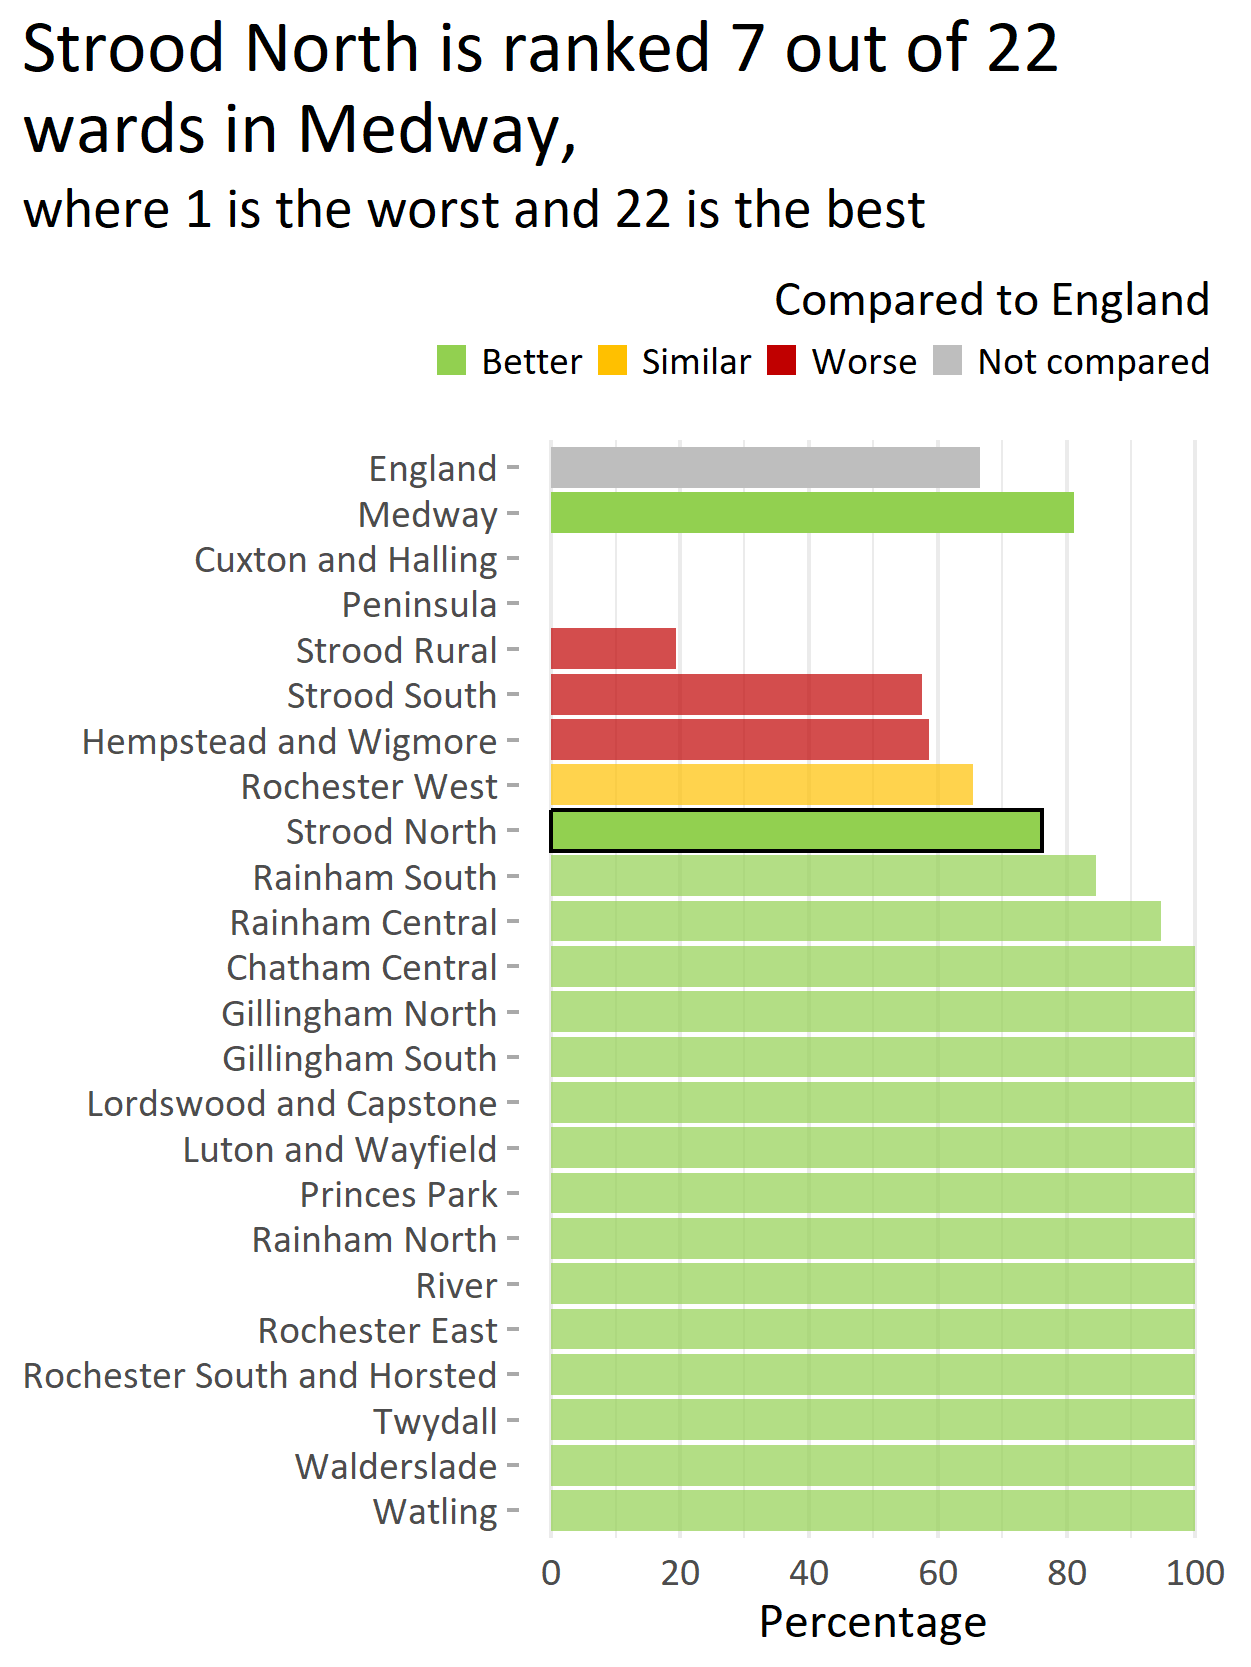 Strood North is ranked 7 out of 22
wards in Medway,
where 1 is the worst and 22 is the best
Compared to England
Better Similar Worse Not compared
England
Medway
Cuxton and Halling
Peninsula
Strood Rural
Strood South
Hempstead and Wigmore
Rochester West
Strood North
Rainham South
Rainham Central
Chatham Central
Gillingham North
Gillingham South
Lordswood and Capstone
Luton and Wayfield
Princes Park
Rainham North
River
Rochester East
Rochester South and Horsted
Twydall
Walderslade
Watling
0 20 40 60 80 100
Percentage